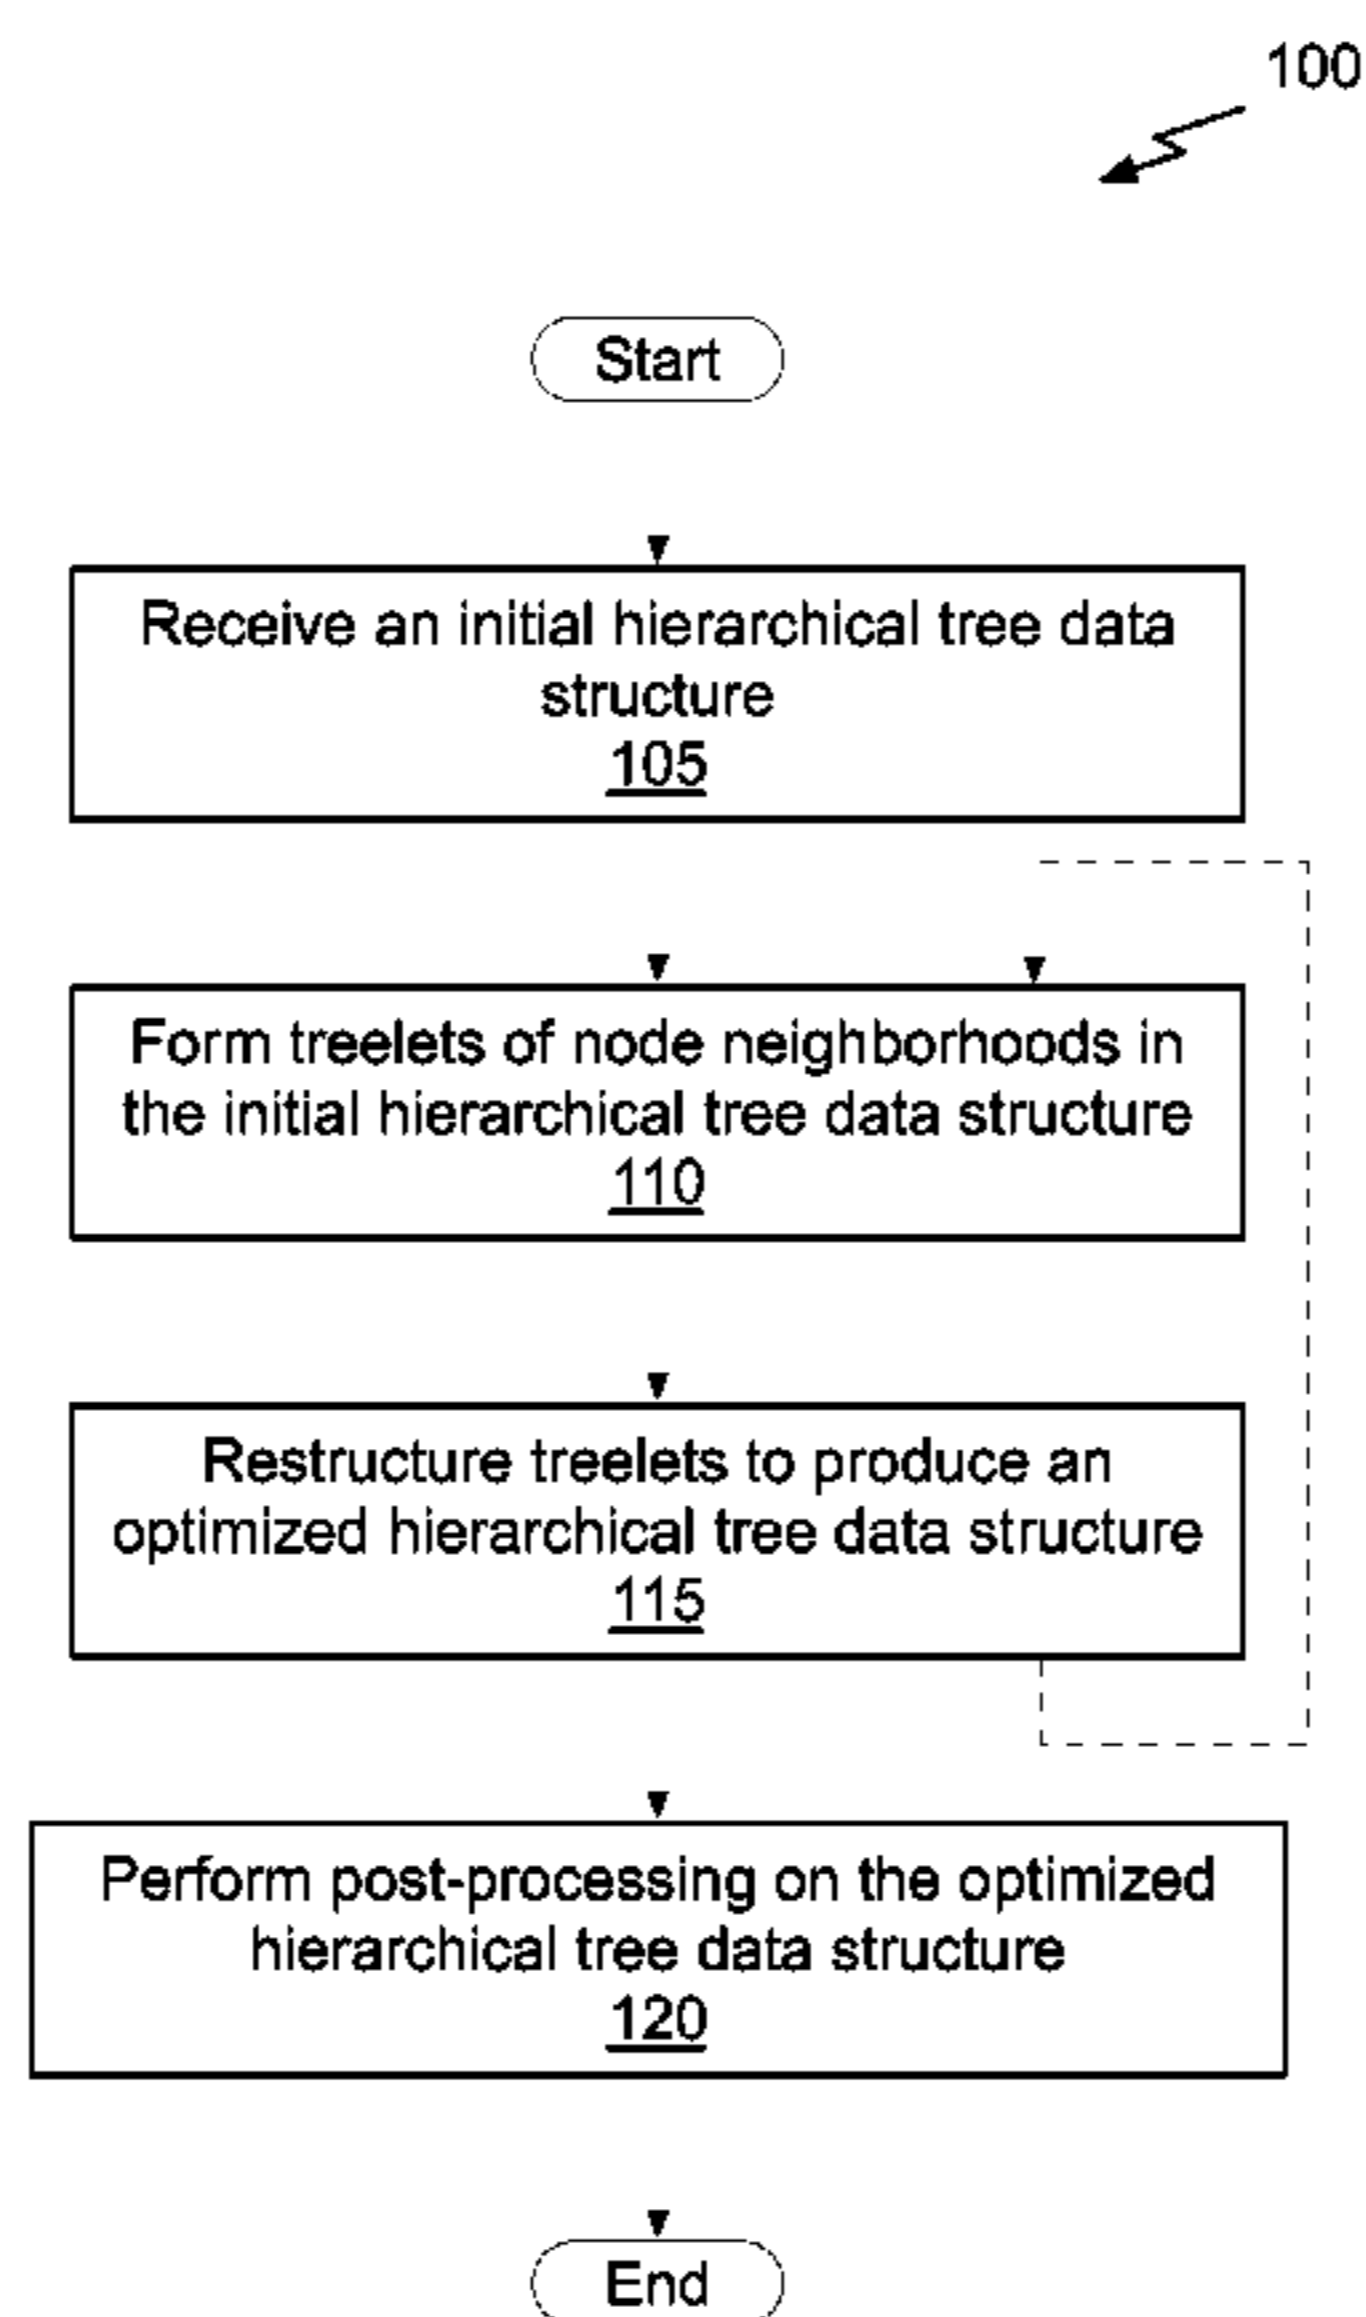 100
Start
Receive an initial hierarchical tree data
structure
105
Form treelets of node neighborhoods in
the initial hierarchical tree data structure
110
Restructure treelets to produce an
optimized hierarchical tree data structure
115
Perform post-processing on the optimized
hierarchical tree data structure
120
End